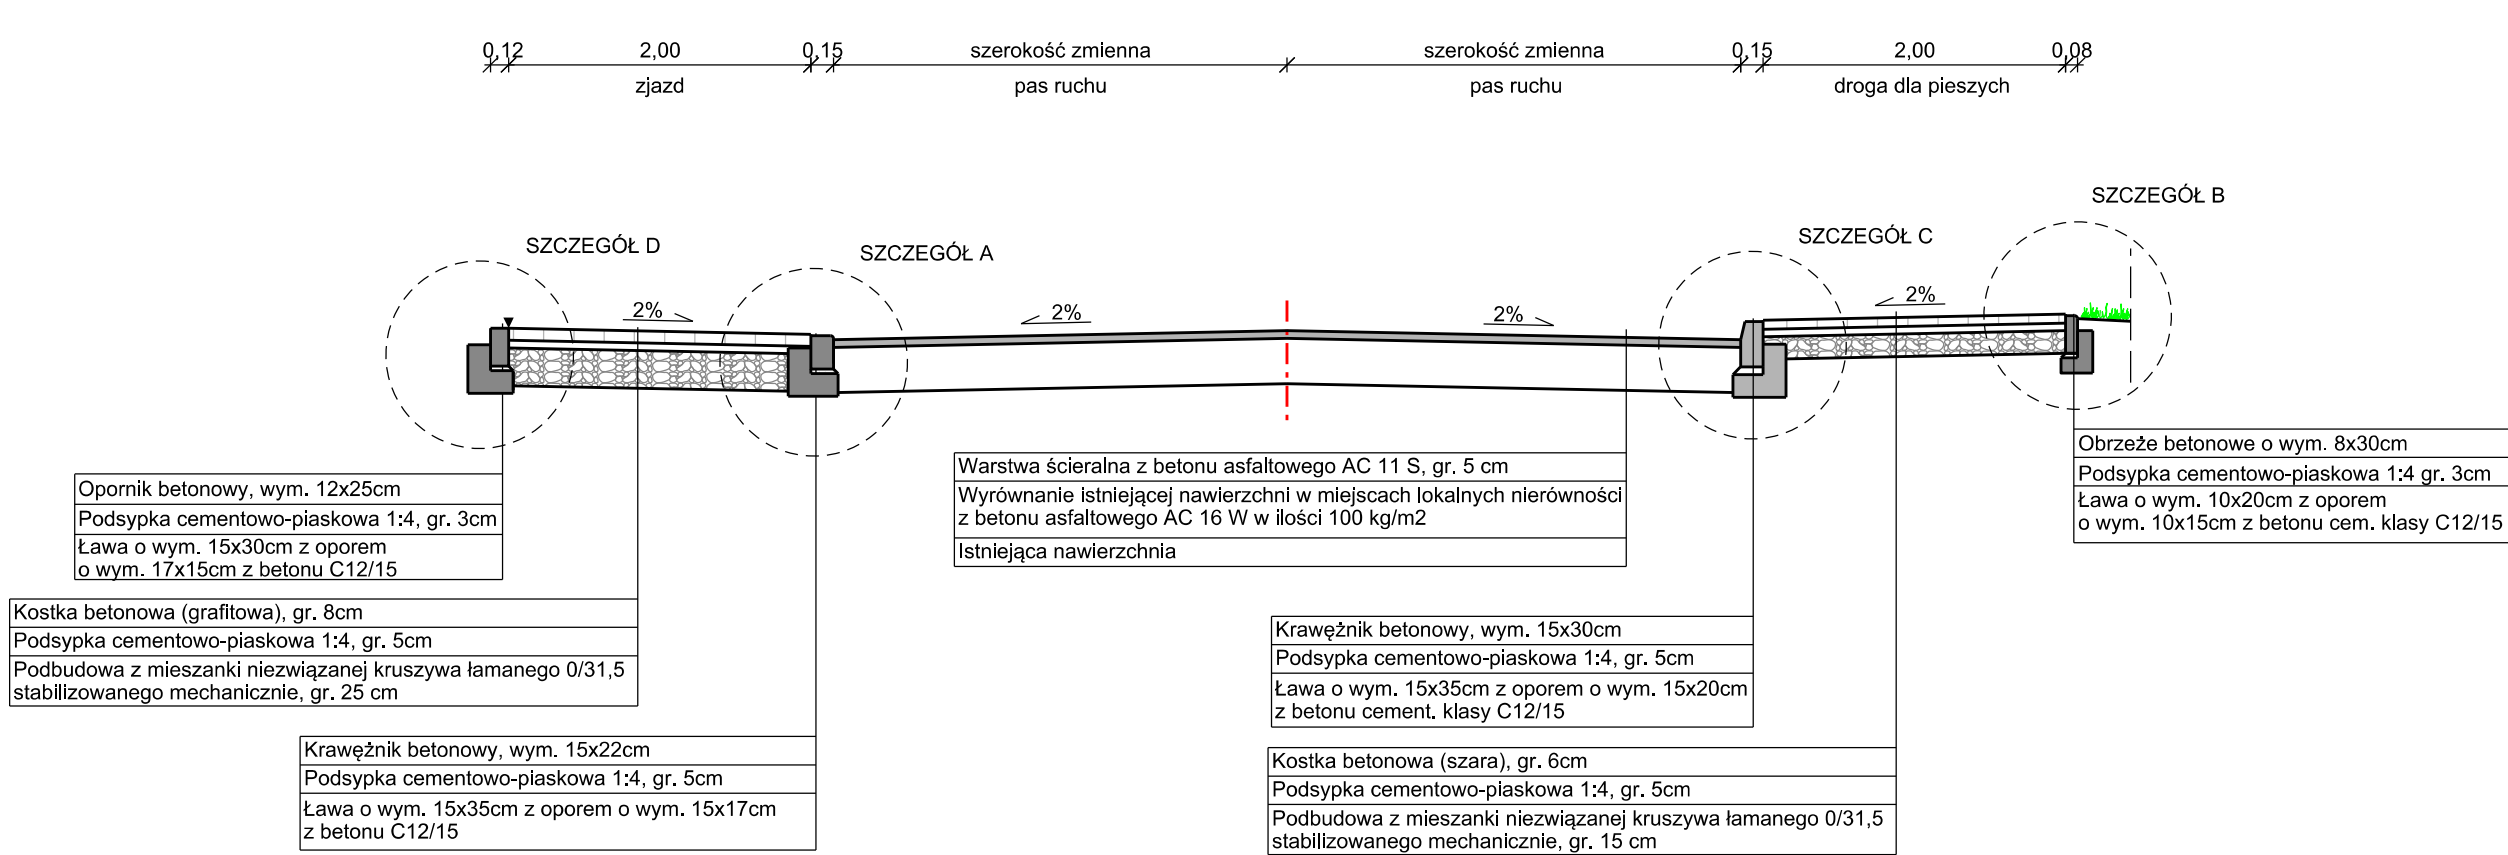 0,12 2,00 0,15 szerokość zmienna szerokość zmienna 0,15 2,00 0,08
zjazd pas ruchu pas ruchu droga dla pieszych
SZCZEGÓŁ B
SZCZEGÓŁ C
SZCZEGÓŁ D
SZCZEGÓŁ A
2% 2% 2% 2%
Obrzeże betonowe o wym. 8x30cm
Podsypka cementowo-piaskowa 1:4 gr. 3cm
Ława o wym. 10x20cm z oporem
o wym. 10x15cm z betonu cem. klasy C12/15
Warstwa ścieralna z betonu asfaltowego AC 11 S, gr. 5 cm
Wyrównanie istniejącej nawierzchni w miejscach lokalnych nierówności
z betonu asfaltowego AC 16 W w ilości 100 kg/m2
Istniejąca nawierzchnia
Opornik betonowy, wym. 12x25cm
Podsypka cementowo-piaskowa 1:4, gr. 3cm
Ława o wym. 15x30cm z oporem
o wym. 17x15cm z betonu C12/15
Kostka betonowa (grafitowa), gr. 8cm
Podsypka cementowo-piaskowa 1:4, gr. 5cm
Podbudowa z mieszanki niezwiązanej kruszywa łamanego 0/31,5
stabilizowanego mechanicznie, gr. 25 cm
Krawężnik betonowy, wym. 15x30cm
Podsypka cementowo-piaskowa 1:4, gr. 5cm
Ława o wym. 15x35cm z oporem o wym. 15x20cm
z betonu cement. klasy C12/15
Krawężnik betonowy, wym. 15x22cm
Podsypka cementowo-piaskowa 1:4, gr. 5cm
Ława o wym. 15x35cm z oporem o wym. 15x17cm
z betonu C12/15
Kostka betonowa (szara), gr. 6cm
Podsypka cementowo-piaskowa 1:4, gr. 5cm
Podbudowa z mieszanki niezwiązanej kruszywa łamanego 0/31,5
stabilizowanego mechanicznie, gr. 15 cm